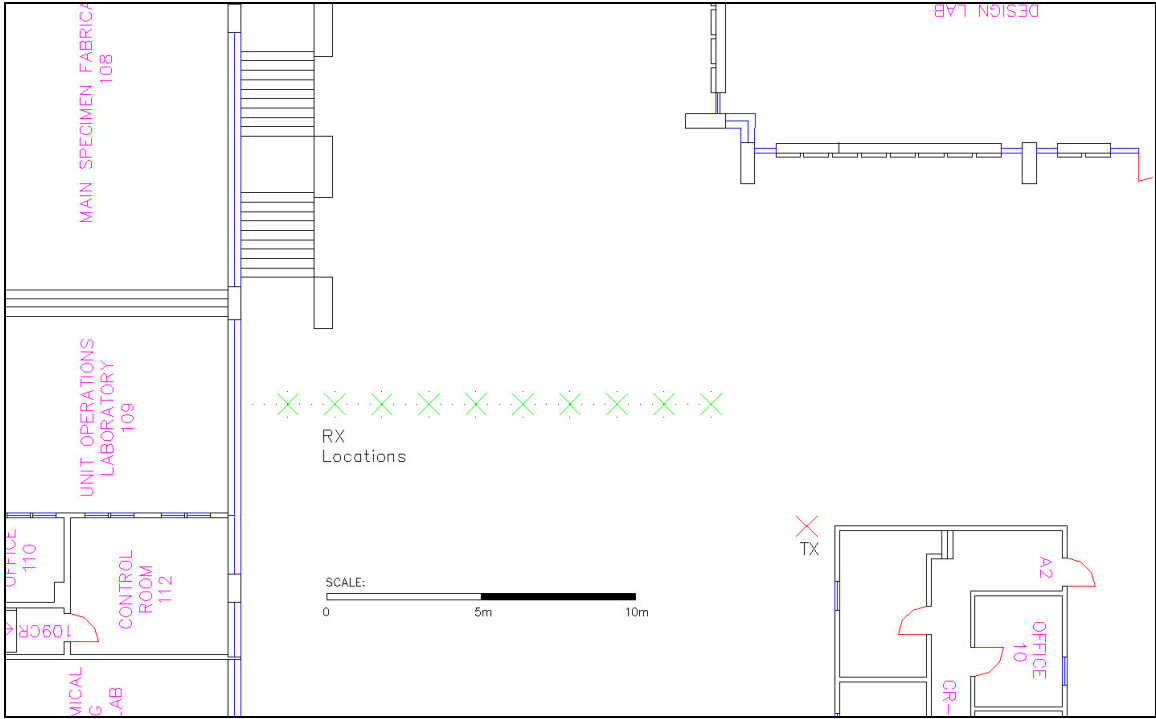 MAIN SPECIMEN FABRICA
108
DESIGN LAB
UNIT OPERATIONS
LABORATORY
109
RX
Locations
TX
OFFICE
110
CONTROL
ROOM
112
109CR
SCALE:
0 5m 10m
A2
OFFICE
10
CR-
MICAL
G
LAB